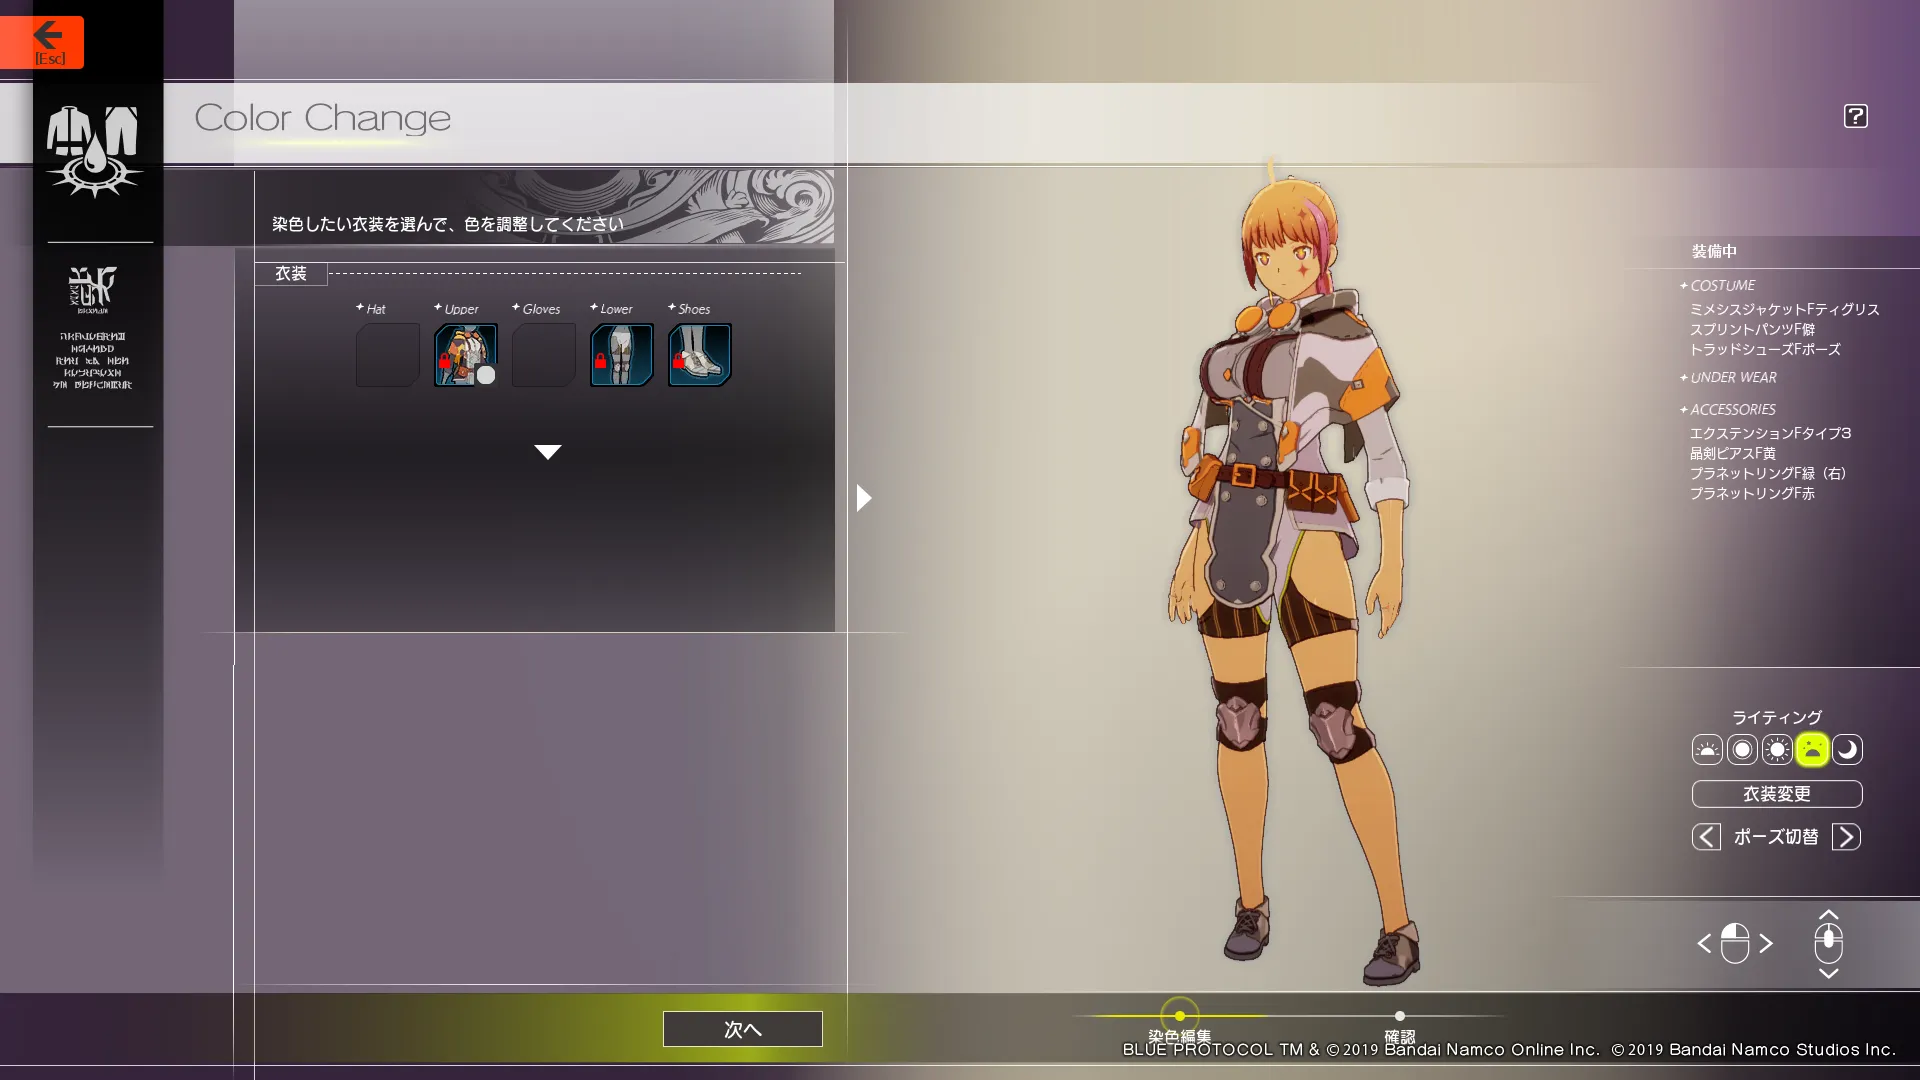 [Esc]
Color Change
?
染色したい衣装を選んで、色を調整してください
衣装
Hat
Upper
Gloves
Lower
Shoes
装備中
COSTUME
ミメシスジャケットFティグリス
スプリントパンツF僻
トラッドシューズFポーズ
UNDER WEAR
ACCESSORIES
エクステンションFタイプ3
晶剣ピアスF黄
プラネットリングF緑（右）
プラネットリングF赤
ライティング
衣装変更
ポーズ切替
次へ
染色編集
確認
BLUE PROTOCOL TM & ©2019 Bandai Namco Online Inc. ©2019 Bandai Namco Studios Inc.